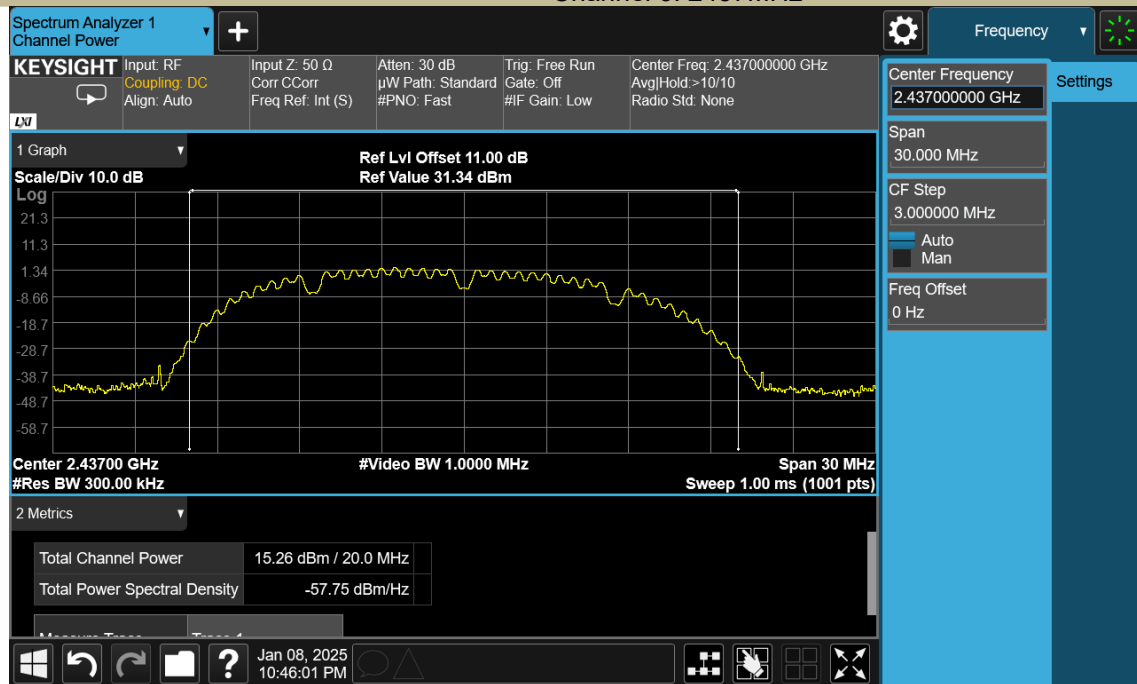 Spectrum Analyzer 1
Channel Power
+
Frequency
KEYSIGHT
Input: RF
Coupling: DC
Align: Auto
Input Z: 50 Ω
Corr CCorr
Freq Ref: Int (S)
Atten: 30 dB
µW Path: Standard
#PNO: Fast
Trig: Free Run
Gate: Off
#IF Gain: Low
Center Freq: 2.437000000 GHz
Avg|Hold:>10/10
Radio Std: None
LXI
Center Frequency
2.437000000 GHz
Settings
Span
30.000 MHz
CF Step
3.000000 MHz
Auto
Man
Freq Offset
0 Hz
1 Graph
Scale/Div 10.0 dB
Ref Lvl Offset 11.00 dB
Ref Value 31.34 dBm
Log
21.3
11.3
1.34
-8.66
-18.7
-28.7
-38.7
-48.7
-58.7
Center 2.43700 GHz
#Video BW 1.0000 MHz
Span 30 MHz
#Res BW 300.00 kHz
Sweep 1.00 ms (1001 pts)
2 Metrics
Total Channel Power 15.26 dBm / 20.0 MHz
Total Power Spectral Density -57.75 dBm/Hz
?
Jan 08, 2025
10:46:01 PM